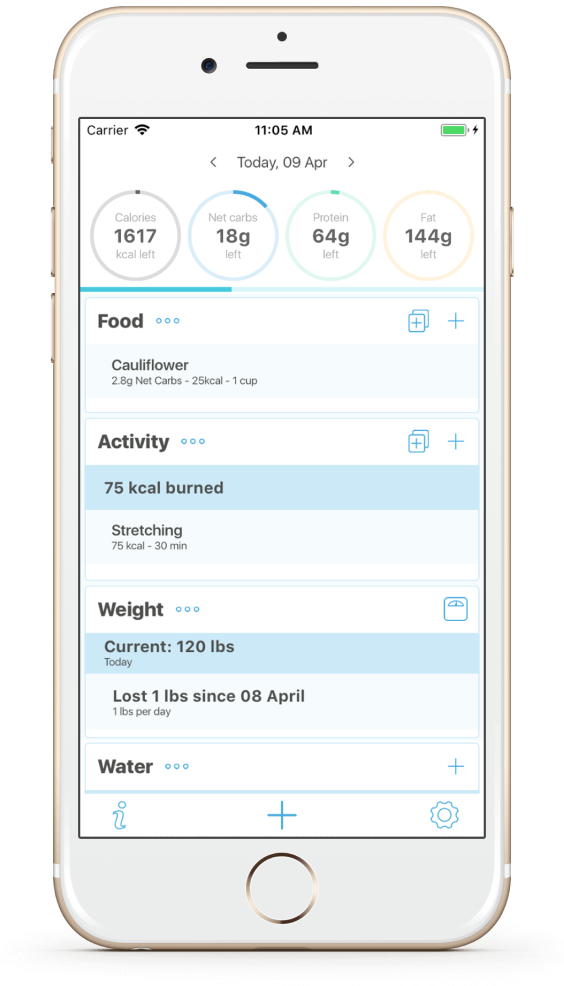 Carrier 11:05 AM
Today, 09 Apr
Calories Net carbs Protein Fat
1617 18g 64g 144g
kcal left left left left
Food
Cauliflower
2.8g Net Carbs - 25kcal - 1 cup
Activity
75 kcal burned
Stretching
75 kcal - 30 min
Weight
Current: 120 lbs
Today
Lost 1 lbs since 08 April
1 lbs per day
Water